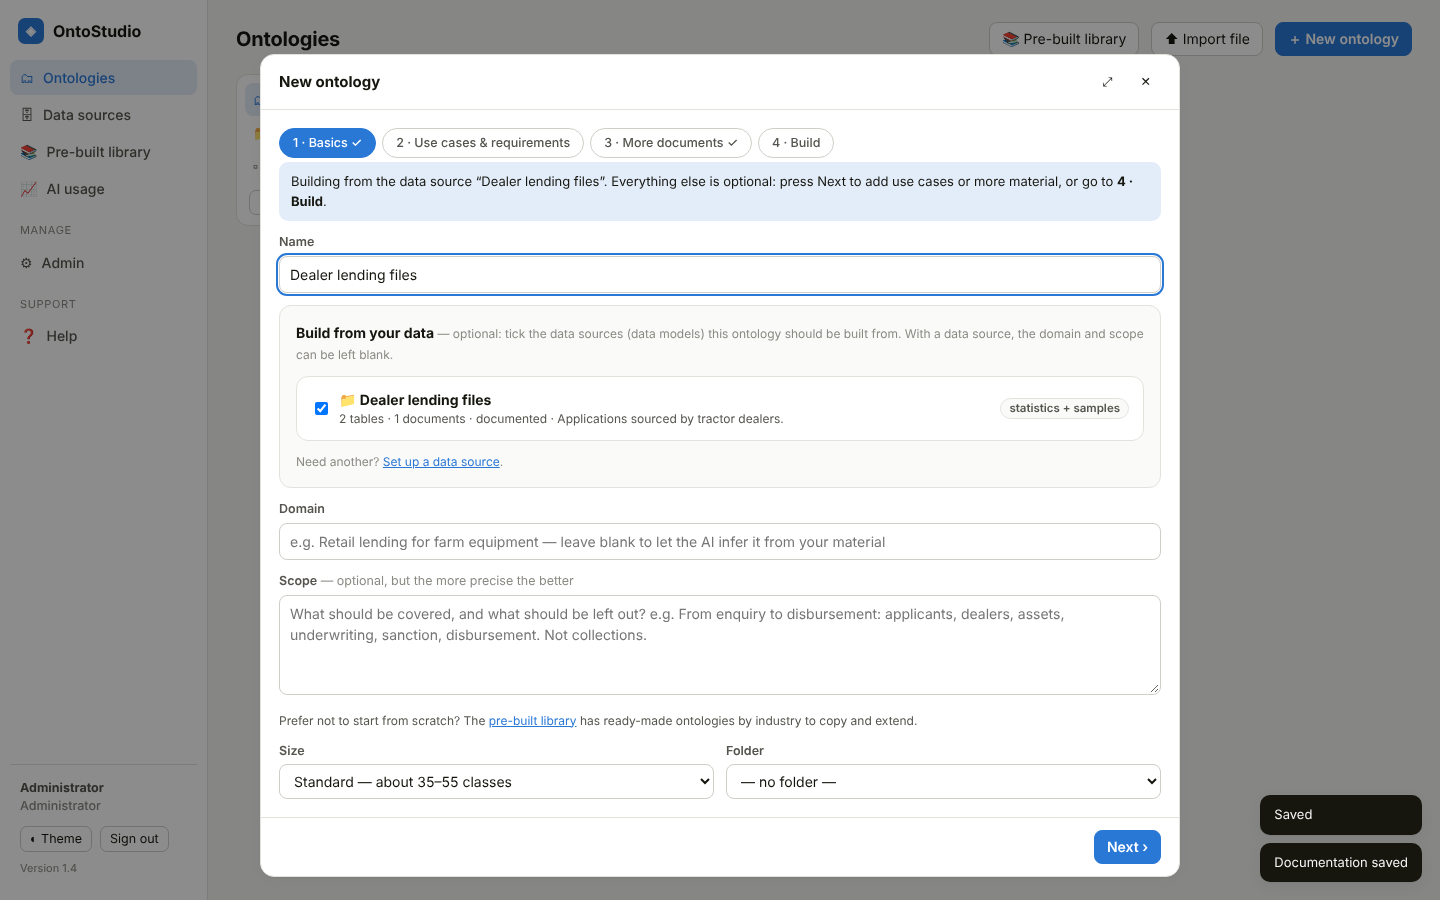 OntoStudio
Ontologies
Data sources
Pre-built library
AI usage
MANAGE
Admin
SUPPORT
Help
Administrator
Administrator
Theme
Sign out
Version 1.4
Ontologies
Pre-built library
Import file
+ New ontology
New ontology
1 · Basics ✓
2 · Use cases & requirements
3 · More documents ✓
4 · Build
Building from the data source “Dealer lending files”. Everything else is optional: press Next to add use cases or more material, or go to 4 ·
Build.
Name
Dealer lending files
Build from your data — optional: tick the data sources (data models) this ontology should be built from. With a data source, the domain and scope
can be left blank.
Dealer lending files
2 tables · 1 documents · documented · Applications sourced by tractor dealers.
statistics + samples
Need another? Set up a data source.
Domain
e.g. Retail lending for farm equipment — leave blank to let the AI infer it from your material
Scope — optional, but the more precise the better
What should be covered, and what should be left out? e.g. From enquiry to disbursement: applicants, dealers, assets,
underwriting, sanction, disbursement. Not collections.
Prefer not to start from scratch? The pre-built library has ready-made ontologies by industry to copy and extend.
Size
Folder
Standard — about 35–55 classes
— no folder —
Next ›
Saved
Documentation saved